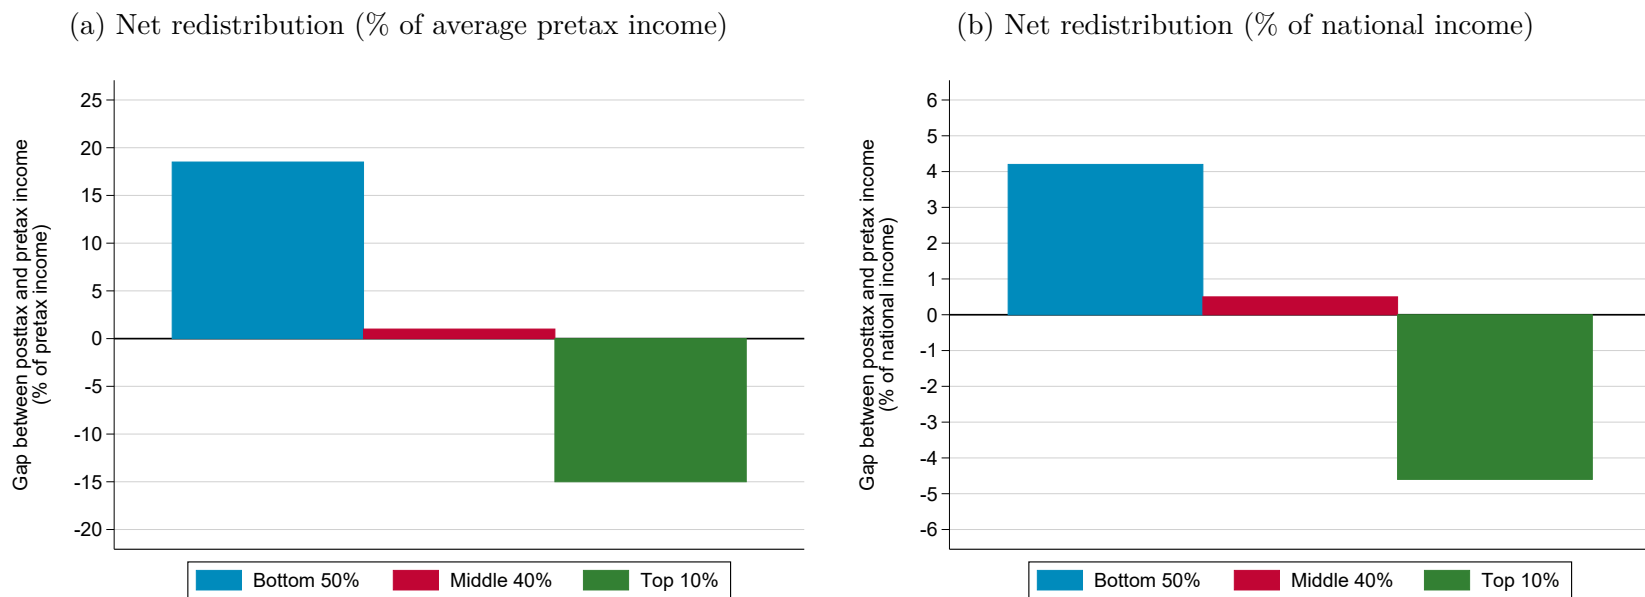 (a) Net redistribution (% of average pretax income)
Gap between posttax and pretax income
(% of pretax income)
25
20
15
10
5
0
-5
-10
-15
-20
Bottom 50%
Middle 40%
Top 10%
(b) Net redistribution (% of national income)
Gap between posttax and pretax income
(% of national income)
6
5
4
3
2
1
0
-1
-2
-3
-4
-5
-6
Bottom 50%
Middle 40%
Top 10%